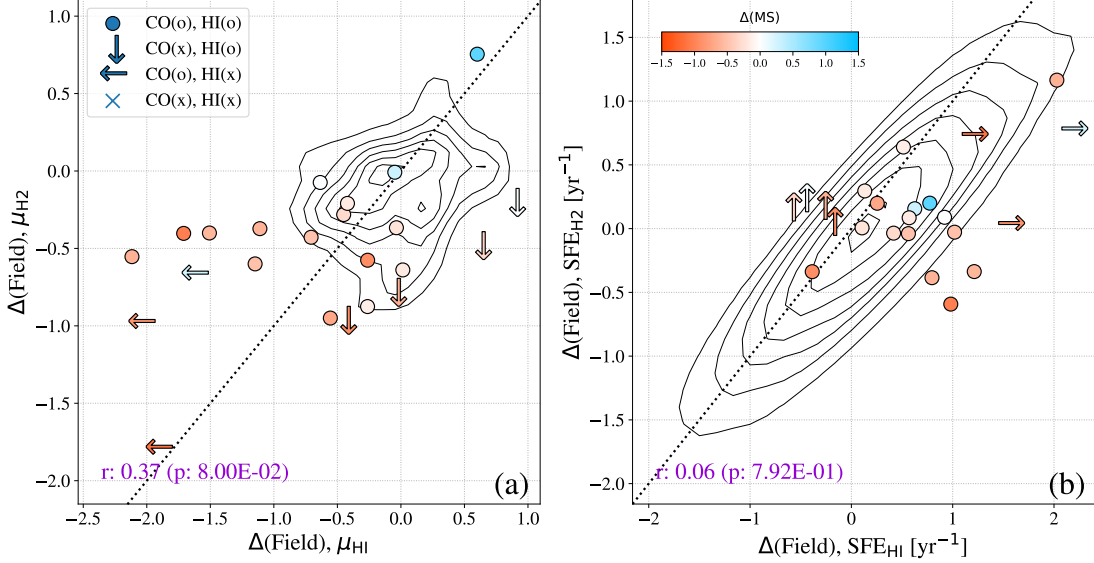 CO(o), HI(o)
CO(x), HI(o)
CO(o), HI(x)
CO(x), HI(x)
1.0
0.5
0.0
−0.5
−1.0
−1.5
−2.0
Δ(Field), μH2
r: 0.37 (p: 8.00E-02)
(a)
−2.5 −2.0 −1.5 −1.0 −0.5 0.0 0.5 1.0
Δ(Field), μHI
Δ(MS)
−1.5 −1.0 −0.5 0.0 0.5 1.0 1.5
1.5
1.0
0.5
0.0
−0.5
−1.0
−1.5
−2.0
Δ(Field), SFEH2 [yr−1]
r: 0.06 (p: 7.92E-01)
(b)
−2 −1 0 1 2
Δ(Field), SFEHI [yr−1]